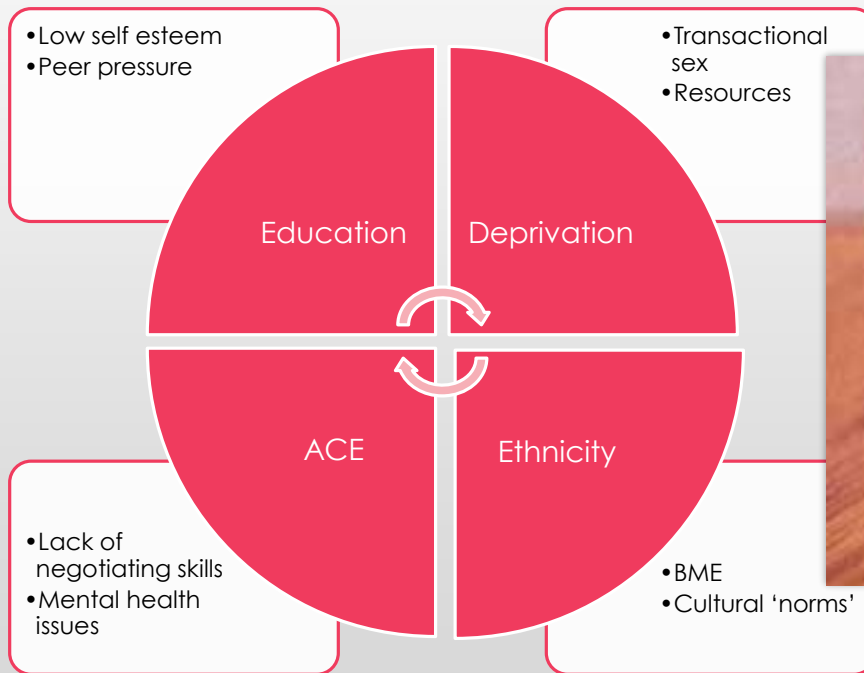 •Low self esteem
•Peer pressure
•Transactional
sex
•Resources
Education
Deprivation
ACE
Ethnicity
•Lack of
negotiating skills
•Mental health
issues
•BME
•Cultural ‘norms’